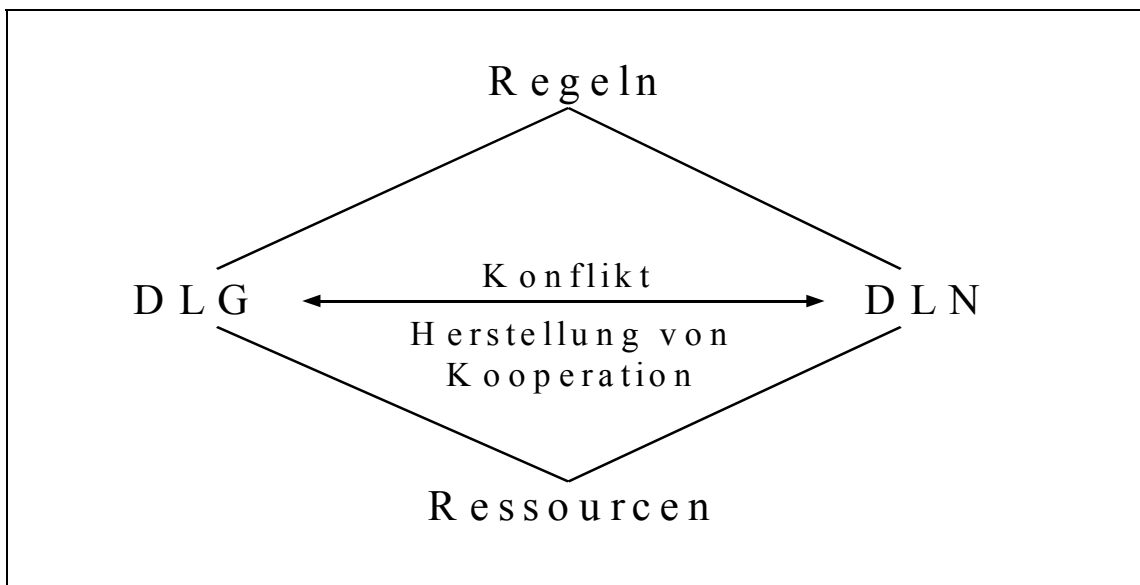 Regeln
Konflikt
DLG
DLN
Herstellung von
Kooperation
Ressourcen